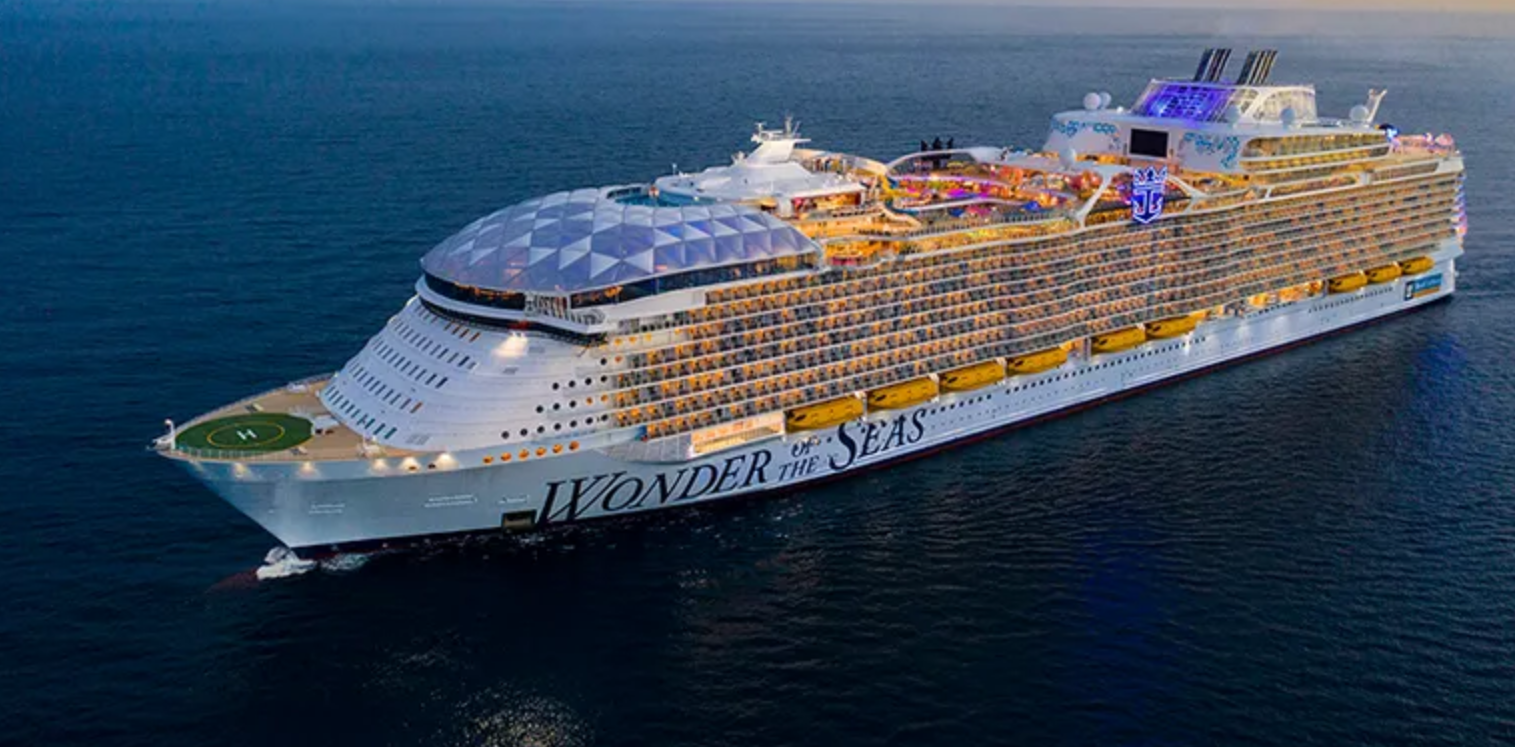 H
WONDER OF THE SEAS